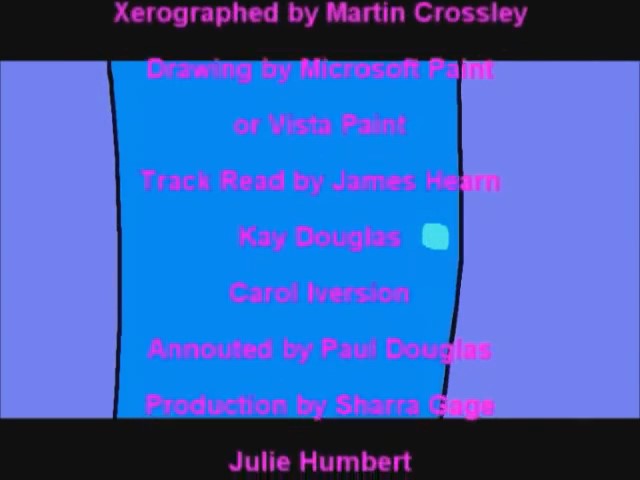 Xerographed by Martin Crossley
Drawing by Microsoft Paint
or Vista Paint
Track Read by James Hearn
Kay Douglas
Carol Iversion
Annouted by Paul Douglas
Production by Sharra Gage
Julie Humbert